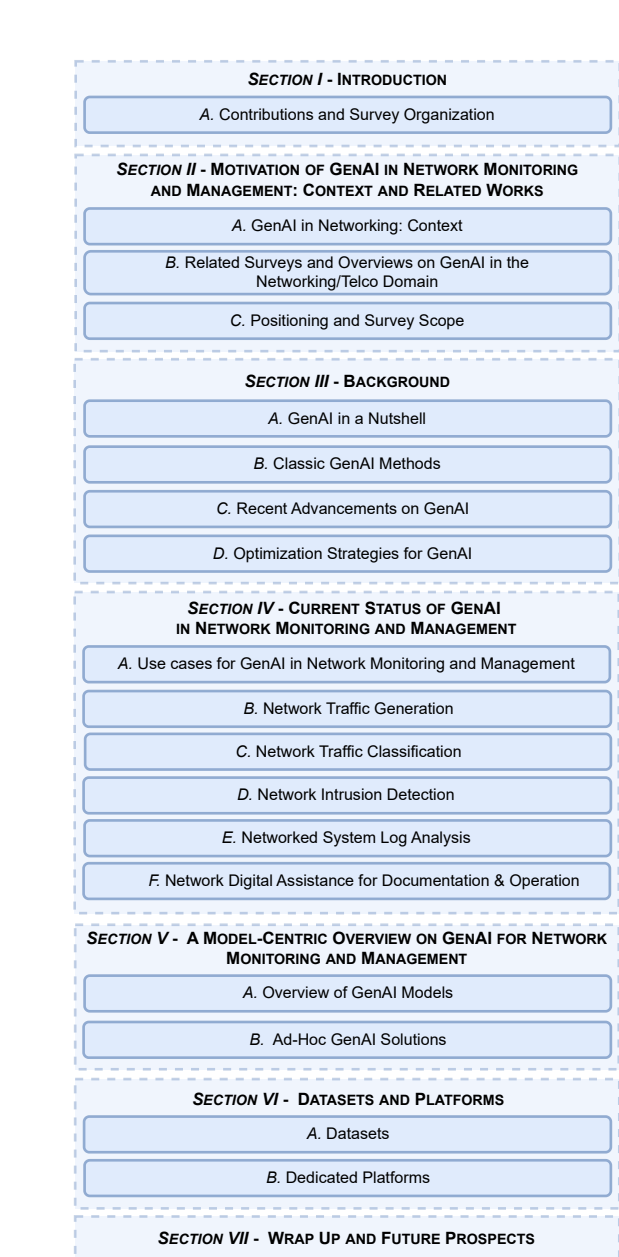 SECTION I - INTRODUCTION
A. Contributions and Survey Organization
SECTION II - MOTIVATION OF GENAI IN NETWORK MONITORING
AND MANAGEMENT: CONTEXT AND RELATED WORKS
A. GenAI in Networking: Context
B. Related Surveys and Overviews on GenAI in the
Networking/Telco Domain
C. Positioning and Survey Scope
SECTION III - BACKGROUND
A. GenAI in a Nutshell
B. Classic GenAI Methods
C. Recent Advancements on GenAI
D. Optimization Strategies for GenAI
SECTION IV - CURRENT STATUS OF GENAI
IN NETWORK MONITORING AND MANAGEMENT
A. Use cases for GenAI in Network Monitoring and Management
B. Network Traffic Generation
C. Network Traffic Classification
D. Network Intrusion Detection
E. Networked System Log Analysis
F. Network Digital Assistance for Documentation & Operation
SECTION V - A MODEL-CENTRIC OVERVIEW ON GENAI FOR NETWORK
MONITORING AND MANAGEMENT
A. Overview of GenAI Models
B. Ad-Hoc GenAI Solutions
SECTION VI - DATASETS AND PLATFORMS
A. Datasets
B. Dedicated Platforms
SECTION VII - WRAP UP AND FUTURE PROSPECTS